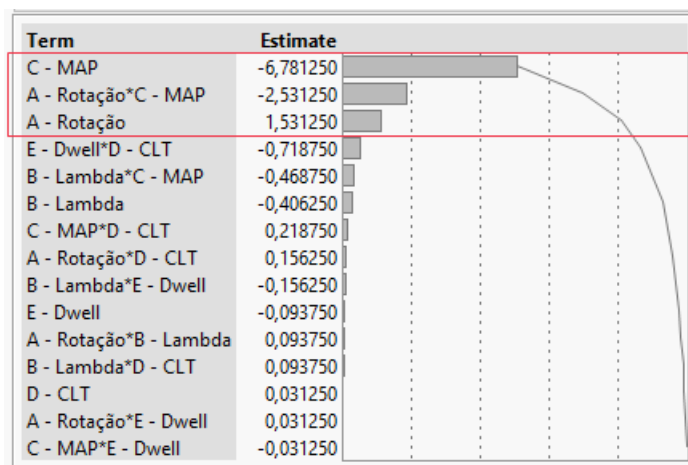 Term Estimate
C - MAP -6,781250
A - Rotação*C - MAP -2,531250
A - Rotação 1,531250
E - Dwell*D - CLT -0,718750
B - Lambda*C - MAP -0,468750
B - Lambda -0,406250
C - MAP*D - CLT 0,218750
A - Rotação*D - CLT 0,156250
B - Lambda*E - Dwell -0,156250
E - Dwell -0,093750
A - Rotação*B - Lambda 0,093750
B - Lambda*D - CLT 0,093750
D - CLT 0,031250
A - Rotação*E - Dwell 0,031250
C - MAP*E - Dwell -0,031250